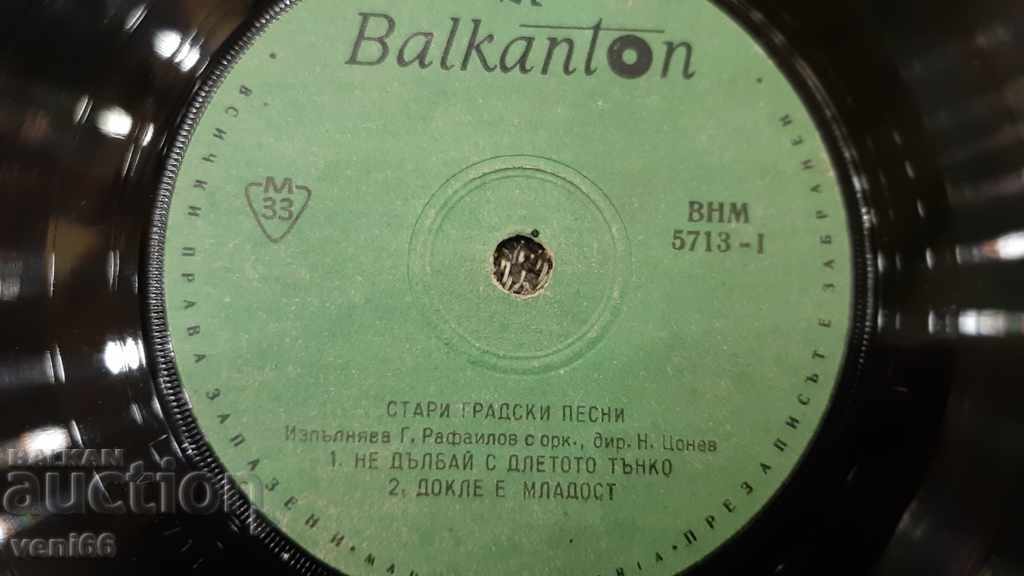 Balkanton
M
33
ВНМ
5713 - I
СТАРИ ГРАДСКИ ПЕСНИ
Изпълнява Г. Рафаилов с орк., дир. Н. Цонев
1. НЕ ДЪЛБАЙ С ДЛЕТОТО ТЪНКО
2. ДОКЛЕ Е МЛАДОСТ
ВСИЧКИ ПРАВА ЗАПАЗЕНИ
ПРЕЗАПИСЪТ Е ЗАБРАНЕН
BALKAN
auction
veni66